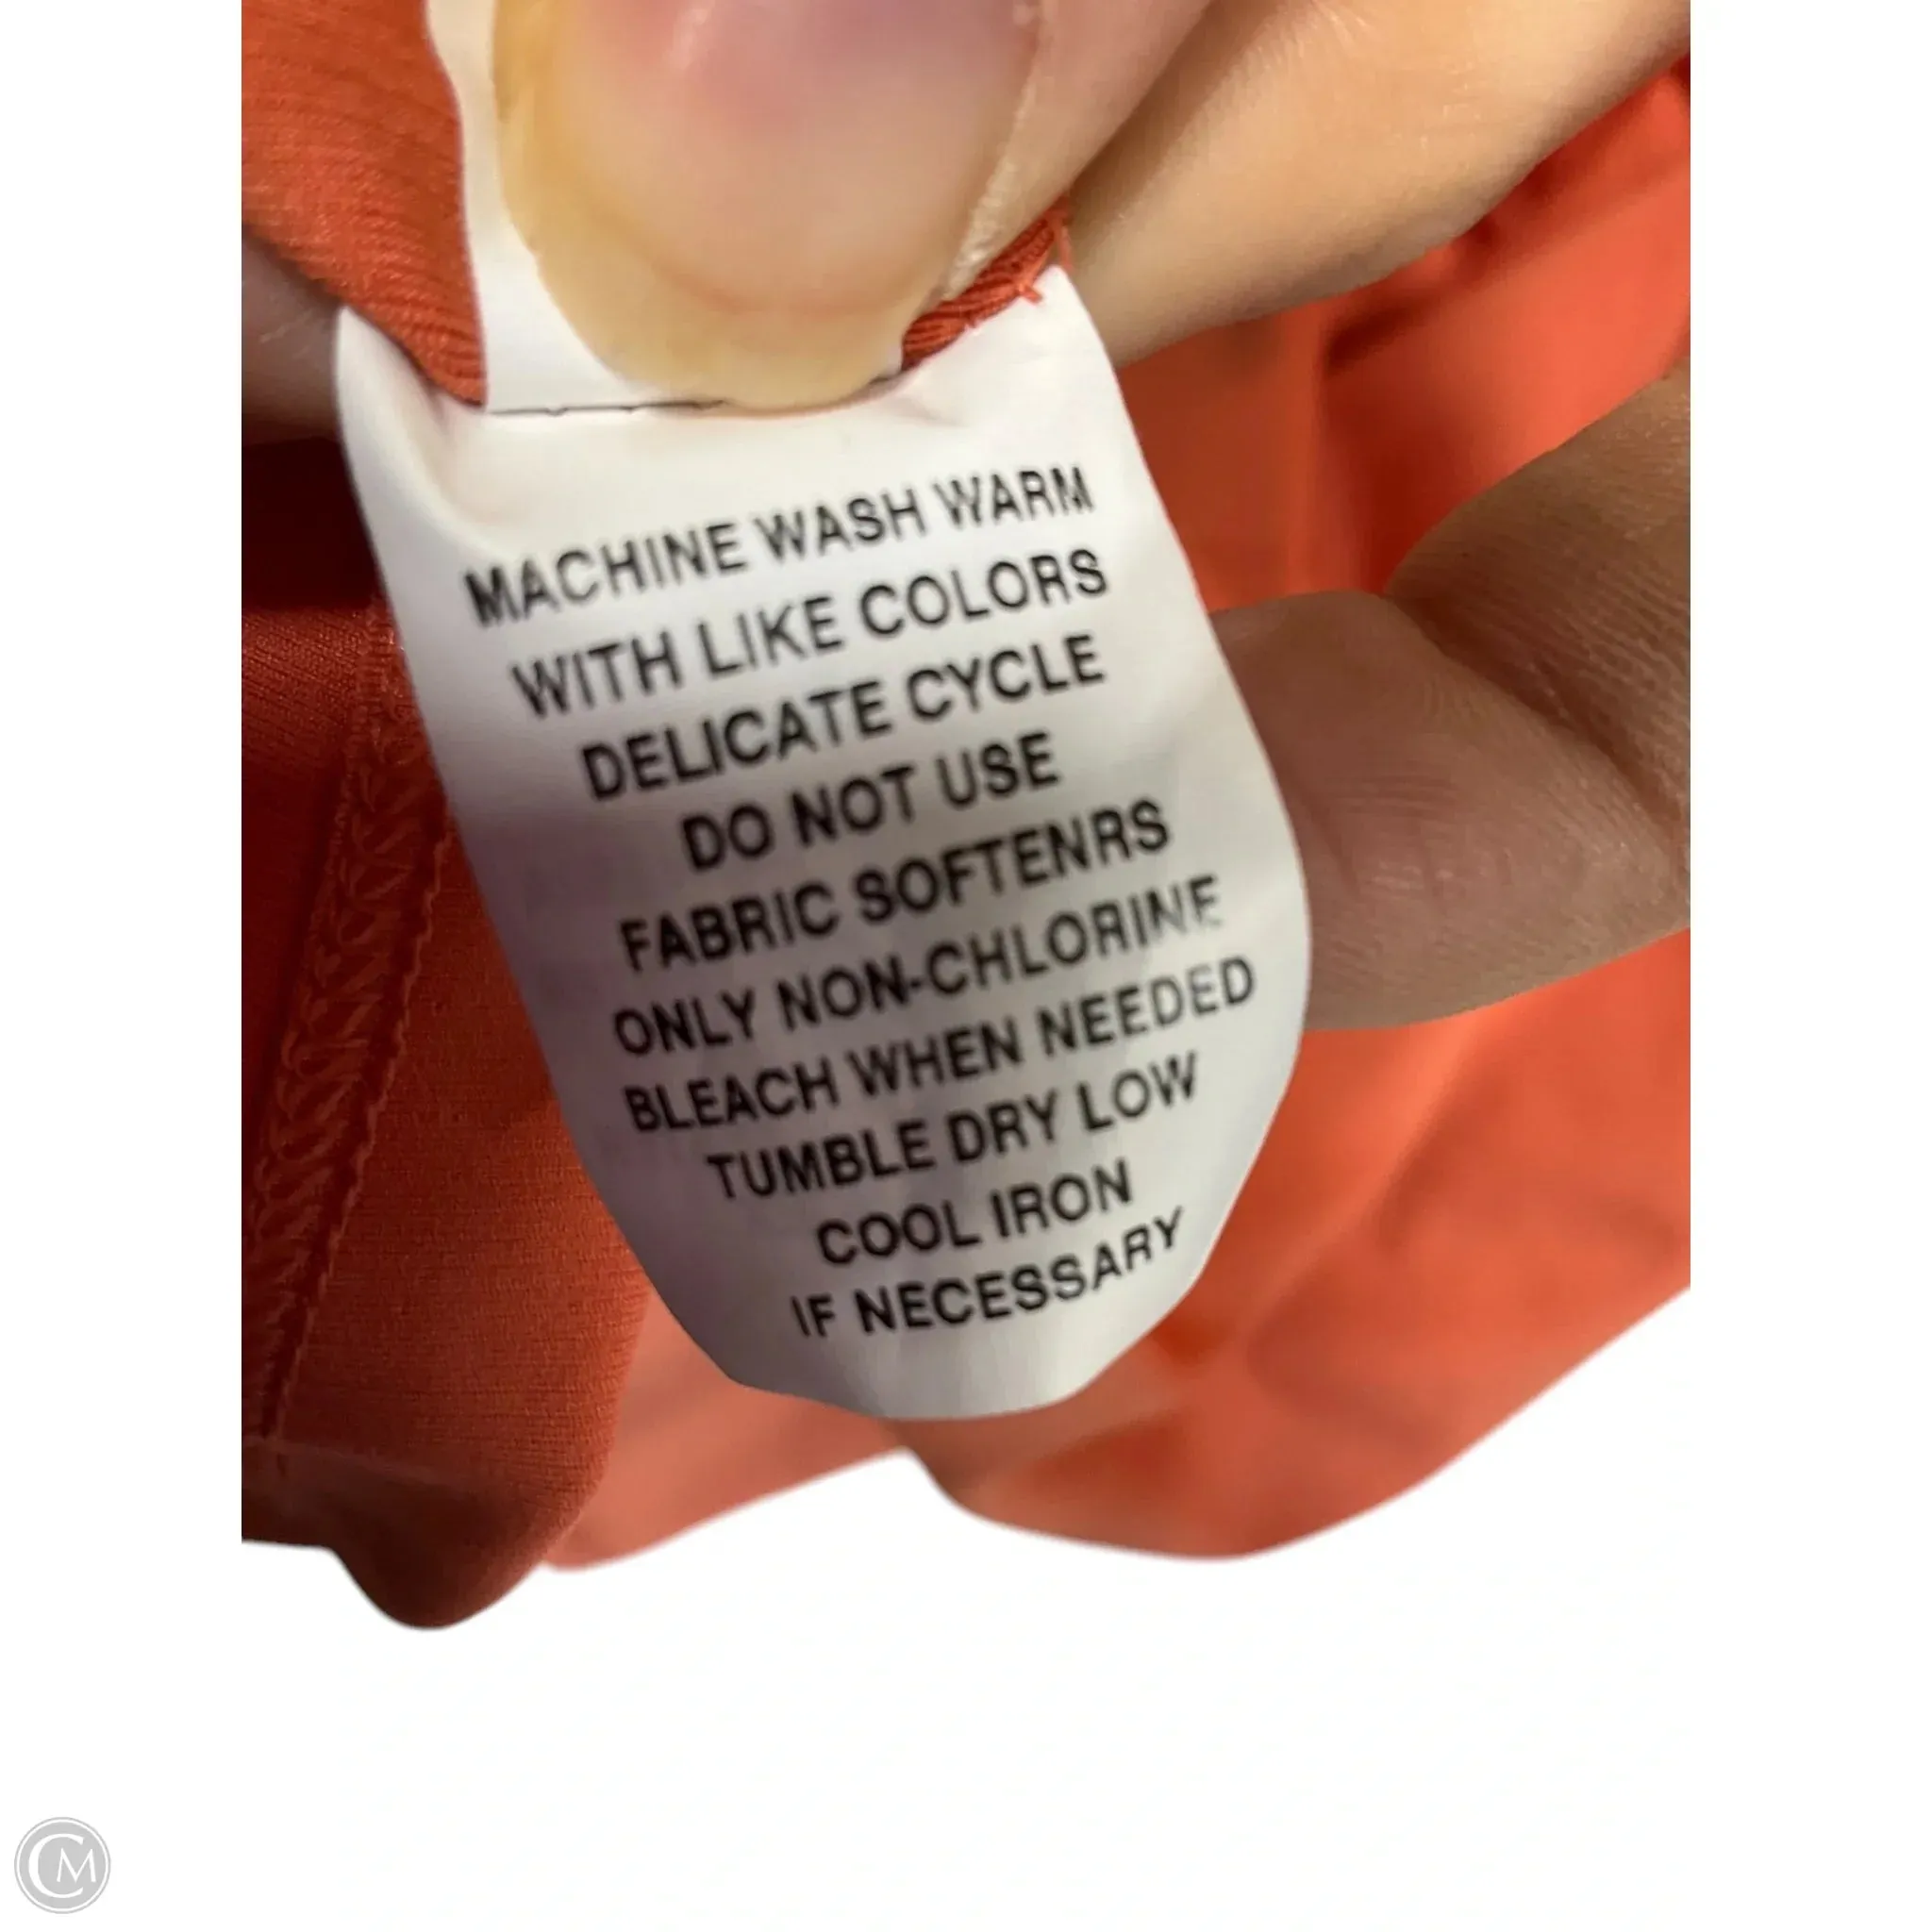 MACHINE WASH WARM
WITH LIKE COLORS
DELICATE CYCLE
DO NOT USE
FABRIC SOFTENRS
ONLY NON-CHLORINE
BLEACH WHEN NEEDED
TUMBLE DRY LOW
COOL IRON
IF NECESSARY
CM